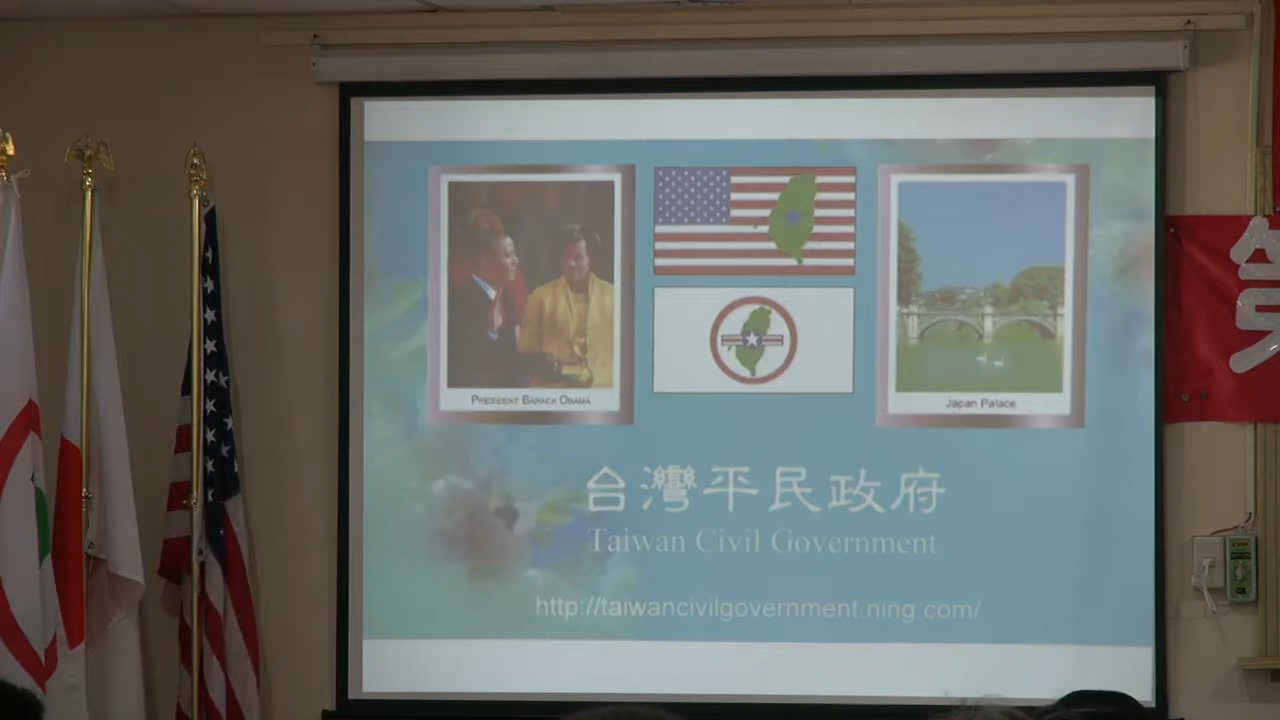 PRESIDENT BARACK OBAMA
Japan Palace
台灣平民政府
Taiwan Civil Government
http://taiwancivilgovernment.ning.com/